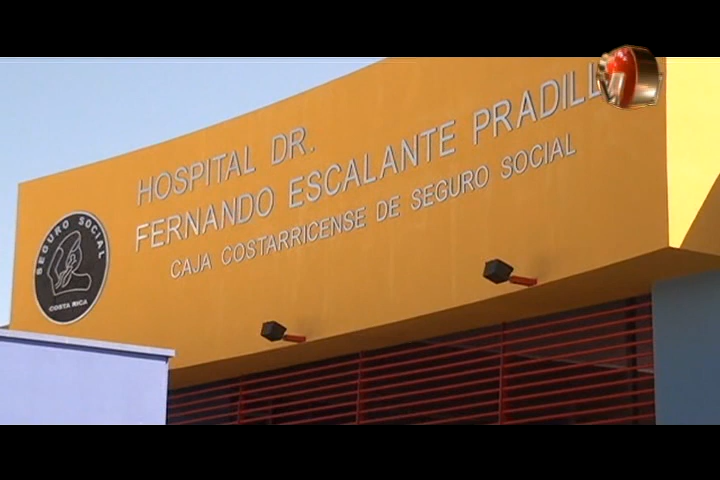 HOSPITAL DR.
FERNANDO ESCALANTE PRADILL
CAJA COSTARRICENSE DE SEGURO SOCIAL
SEGURO SOCIAL
COSTA RICA